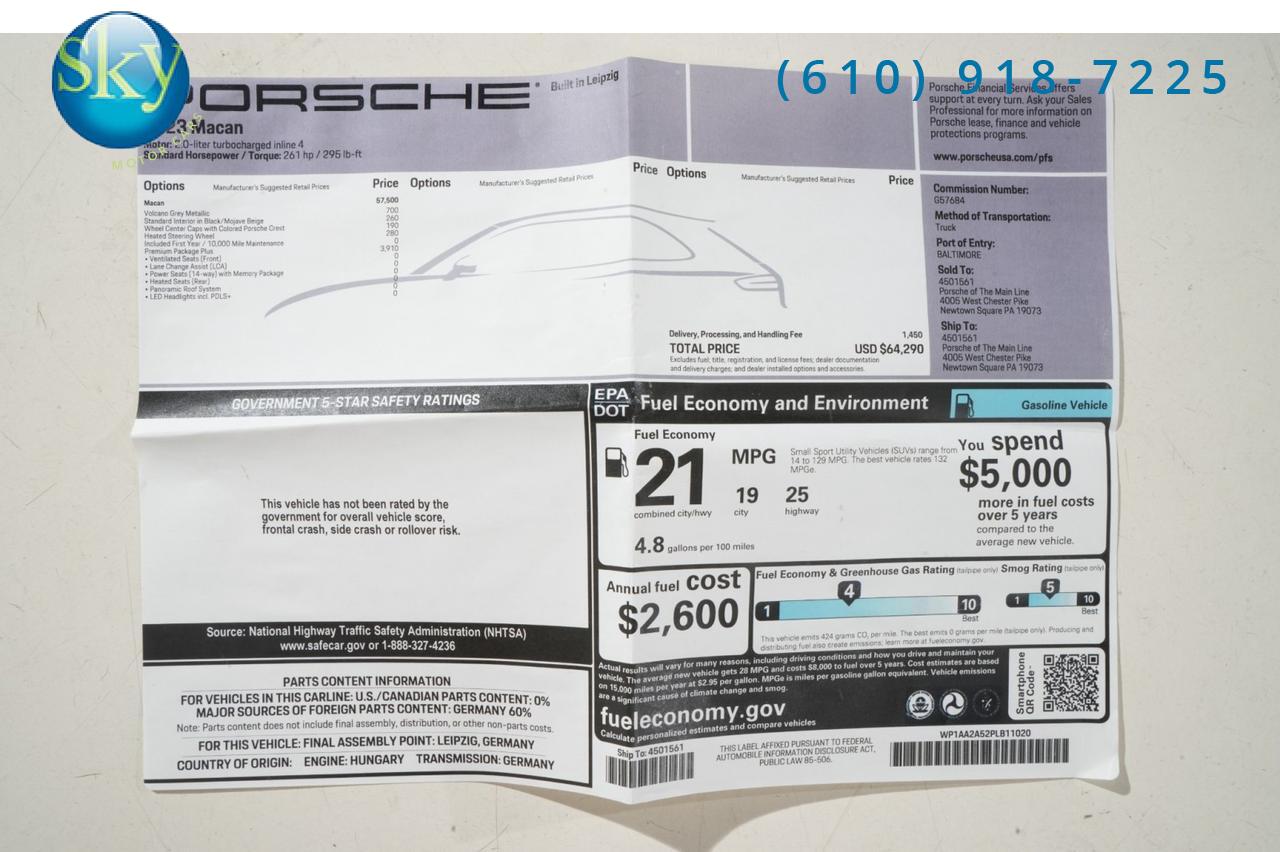 Sky
MOTOR CARS
(610) 918-7225
PORSCHE
Built in Leipzig
23 Macan
Motor: 2.0-liter turbocharged inline 4
Standard Horsepower / Torque: 261 hp / 295 lb-ft
Porsche Financial Services offers
support at every turn. Ask your Sales
Professional for more information on
Porsche lease, finance and vehicle
protections programs.
www.porscheusa.com/pfs
Options Manufacturer's Suggested Retail Prices Price
Options Manufacturer's Suggested Retail Prices Price
Options Manufacturer's Suggested Retail Prices Price
Macan 57,500
Volcano Grey Metallic 700
Standard Interior in Black/Mojave Beige 260
Wheel Center Caps with Colored Porsche Crest 190
Heated Steering Wheel 280
Included First Year / 10,000 Mile Maintenance 0
Premium Package Plus 3,910
• Ventilated Seats (Front) 0
• Lane Change Assist (LCA) 0
• Power Seats (14-way) with Memory Package 0
• Heated Seats (Rear) 0
• Panoramic Roof System 0
• LED Headlights incl. PDLS+ 0
Delivery, Processing, and Handling Fee 1,450
TOTAL PRICE USD $64,290
Excludes fuel; title, registration, and license fees; dealer documentation
and delivery charges; and dealer installed options and accessories.
Commission Number:
G57684
Method of Transportation:
Truck
Port of Entry:
BALTIMORE
Sold To:
4501561
Porsche of The Main Line
4005 West Chester Pike
Newtown Square PA 19073
Ship To:
4501561
Porsche of The Main Line
4005 West Chester Pike
Newtown Square PA 19073
GOVERNMENT 5-STAR SAFETY RATINGS
This vehicle has not been rated by the
government for overall vehicle score,
frontal crash, side crash or rollover risk.
Source: National Highway Traffic Safety Administration (NHTSA)
www.safecar.gov or 1-888-327-4236
PARTS CONTENT INFORMATION
FOR VEHICLES IN THIS CARLINE: U.S./CANADIAN PARTS CONTENT: 0%
MAJOR SOURCES OF FOREIGN PARTS CONTENT: GERMANY 60%
Note: Parts content does not include final assembly, distribution, or other non-parts costs.
FOR THIS VEHICLE: FINAL ASSEMBLY POINT: LEIPZIG, GERMANY
COUNTRY OF ORIGIN: ENGINE: HUNGARY TRANSMISSION: GERMANY
EPA
DOT
Fuel Economy and Environment
Gasoline Vehicle
Fuel Economy
21 MPG
combined city/hwy
19
city
25
highway
4.8 gallons per 100 miles
Small Sport Utility Vehicles (SUVs) range from
14 to 129 MPG. The best vehicle rates 132
MPGe.
You spend
$5,000
more in fuel costs
over 5 years
compared to the
average new vehicle.
Annual fuel cost
$2,600
Fuel Economy & Greenhouse Gas Rating (tailpipe only)
4
1
10
Best
Smog Rating (tailpipe only)
5
1
10
Best
This vehicle emits 424 grams CO2 per mile. The best emits 0 grams per mile (tailpipe only). Producing and
distributing fuel also create emissions; learn more at fueleconomy.gov.
Actual results will vary for many reasons, including driving conditions and how you drive and maintain your
vehicle. The average new vehicle gets 28 MPG and costs $8,000 to fuel over 5 years. Cost estimates are based
on 15,000 miles per year at $2.95 per gallon. MPGe is miles per gasoline gallon equivalent. Vehicle emissions
are a significant cause of climate change and smog.
fueleconomy.gov
Calculate personalized estimates and compare vehicles
Smartphone
QR Code
Ship To: 4501561
THIS LABEL AFFIXED PURSUANT TO FEDERAL
AUTOMOBILE INFORMATION DISCLOSURE ACT,
PUBLIC LAW 85-506.
WP1AA2A52PLB11020